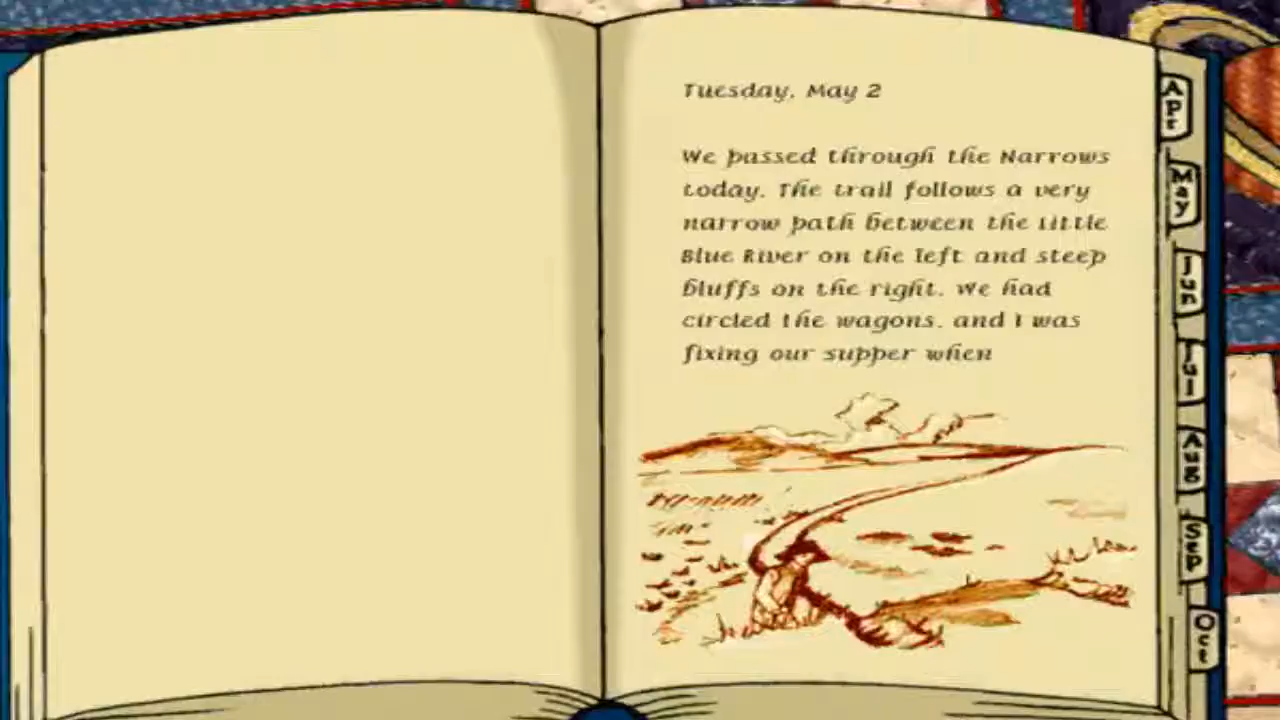 Tuesday, May 2
We passed through the Narrows
today. The trail follows a very
narrow path between the Little
Blue River on the left and steep
bluffs on the right. We had
circled the wagons, and I was
fixing our supper when
Apr
May
Jun
Jul
Aug
Sep
Oct